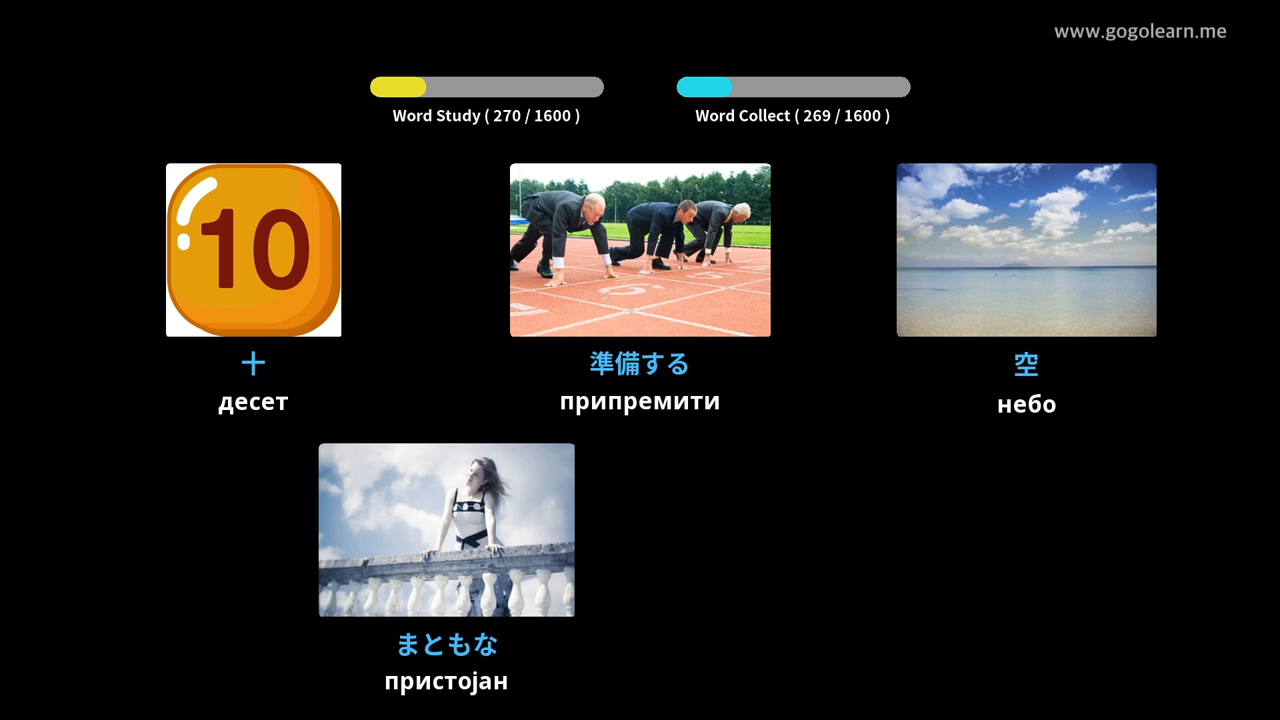 www.gogolearn.me
Word Study ( 270 / 1600 )
Word Collect ( 269 / 1600 )
10
十
десет
準備する
припремити
空
небо
まともな
пристојан